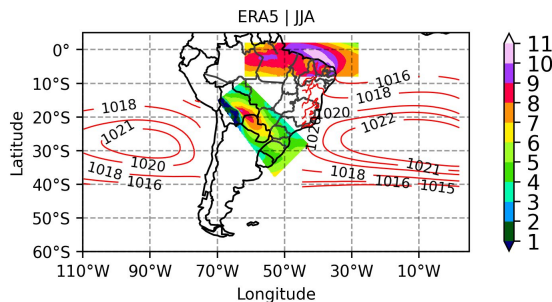 ERA5 | JJA
0°
10°S
20°S
30°S
40°S
50°S
60°S
Latitude
110°W
90°W
70°W
50°W
30°W
10°W
Longitude
1018
1021
1020
1018
1016
1016
1018
1020
1020
1022
1021
1018
1016
1015
11
10
9
8
7
6
5
4
3
2
1